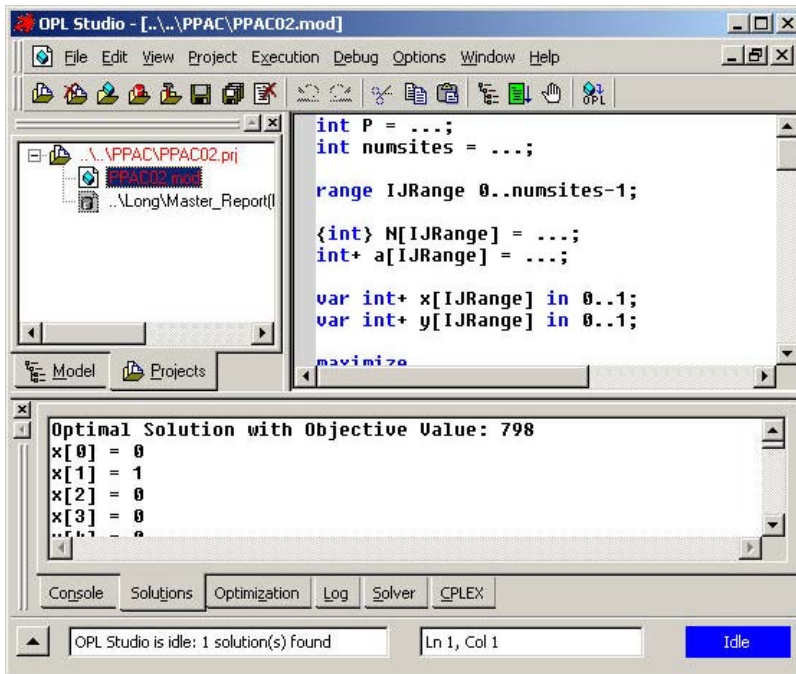 OPL Studio - [..\..\PPAC\PPAC02.mod]
File Edit View Project Execution Debug Options Window Help
OPL
..\..\PPAC\PPAC02.prj
PPAC02.mod
..\Long\Master_Report(
Model Projects
int P = ...;
int numsites = ...;
range IJRange 0..numsites-1;
{int} N[IJRange] = ...;
int+ a[IJRange] = ...;
var int+ x[IJRange] in 0..1;
var int+ y[IJRange] in 0..1;
maximize
Optimal Solution with Objective Value: 798
x[0] = 0
x[1] = 1
x[2] = 0
x[3] = 0
x[4] = 0
Console Solutions Optimization Log Solver CPLEX
OPL Studio is idle: 1 solution(s) found Ln 1, Col 1 Idle